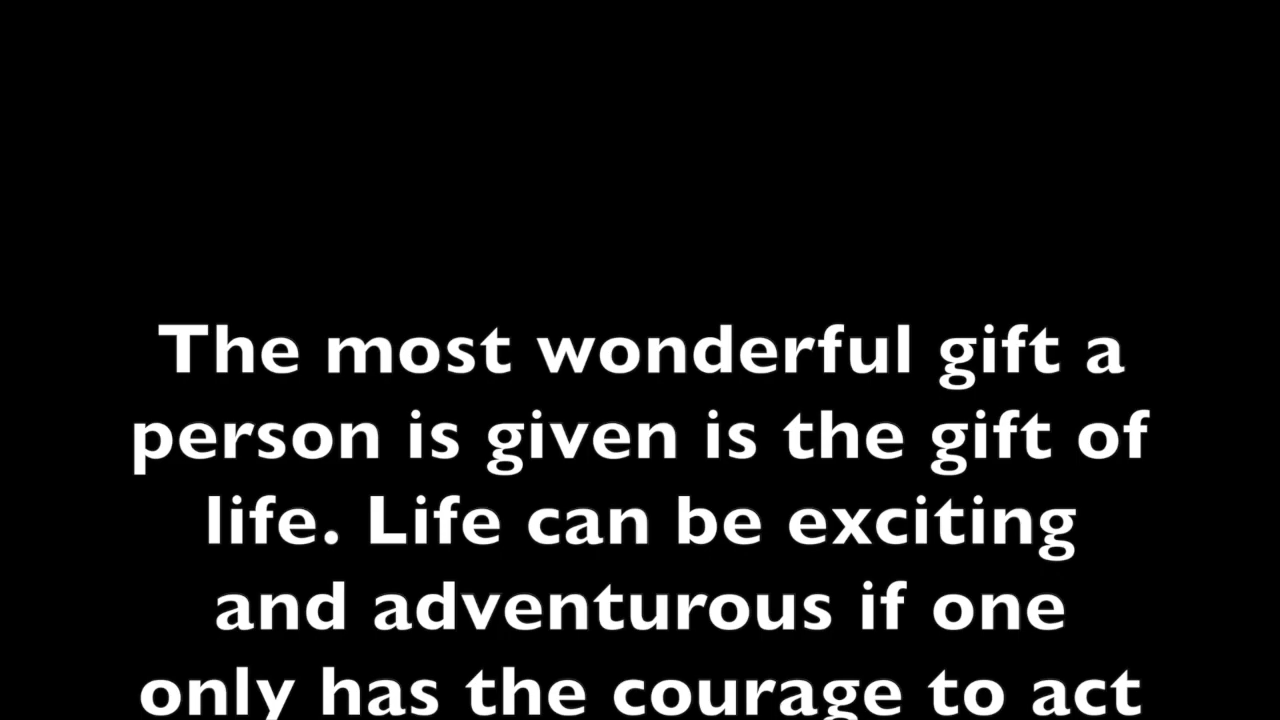 The most wonderful gift a
person is given is the gift of
life. Life can be exciting
and adventurous if one
only has the courage to act